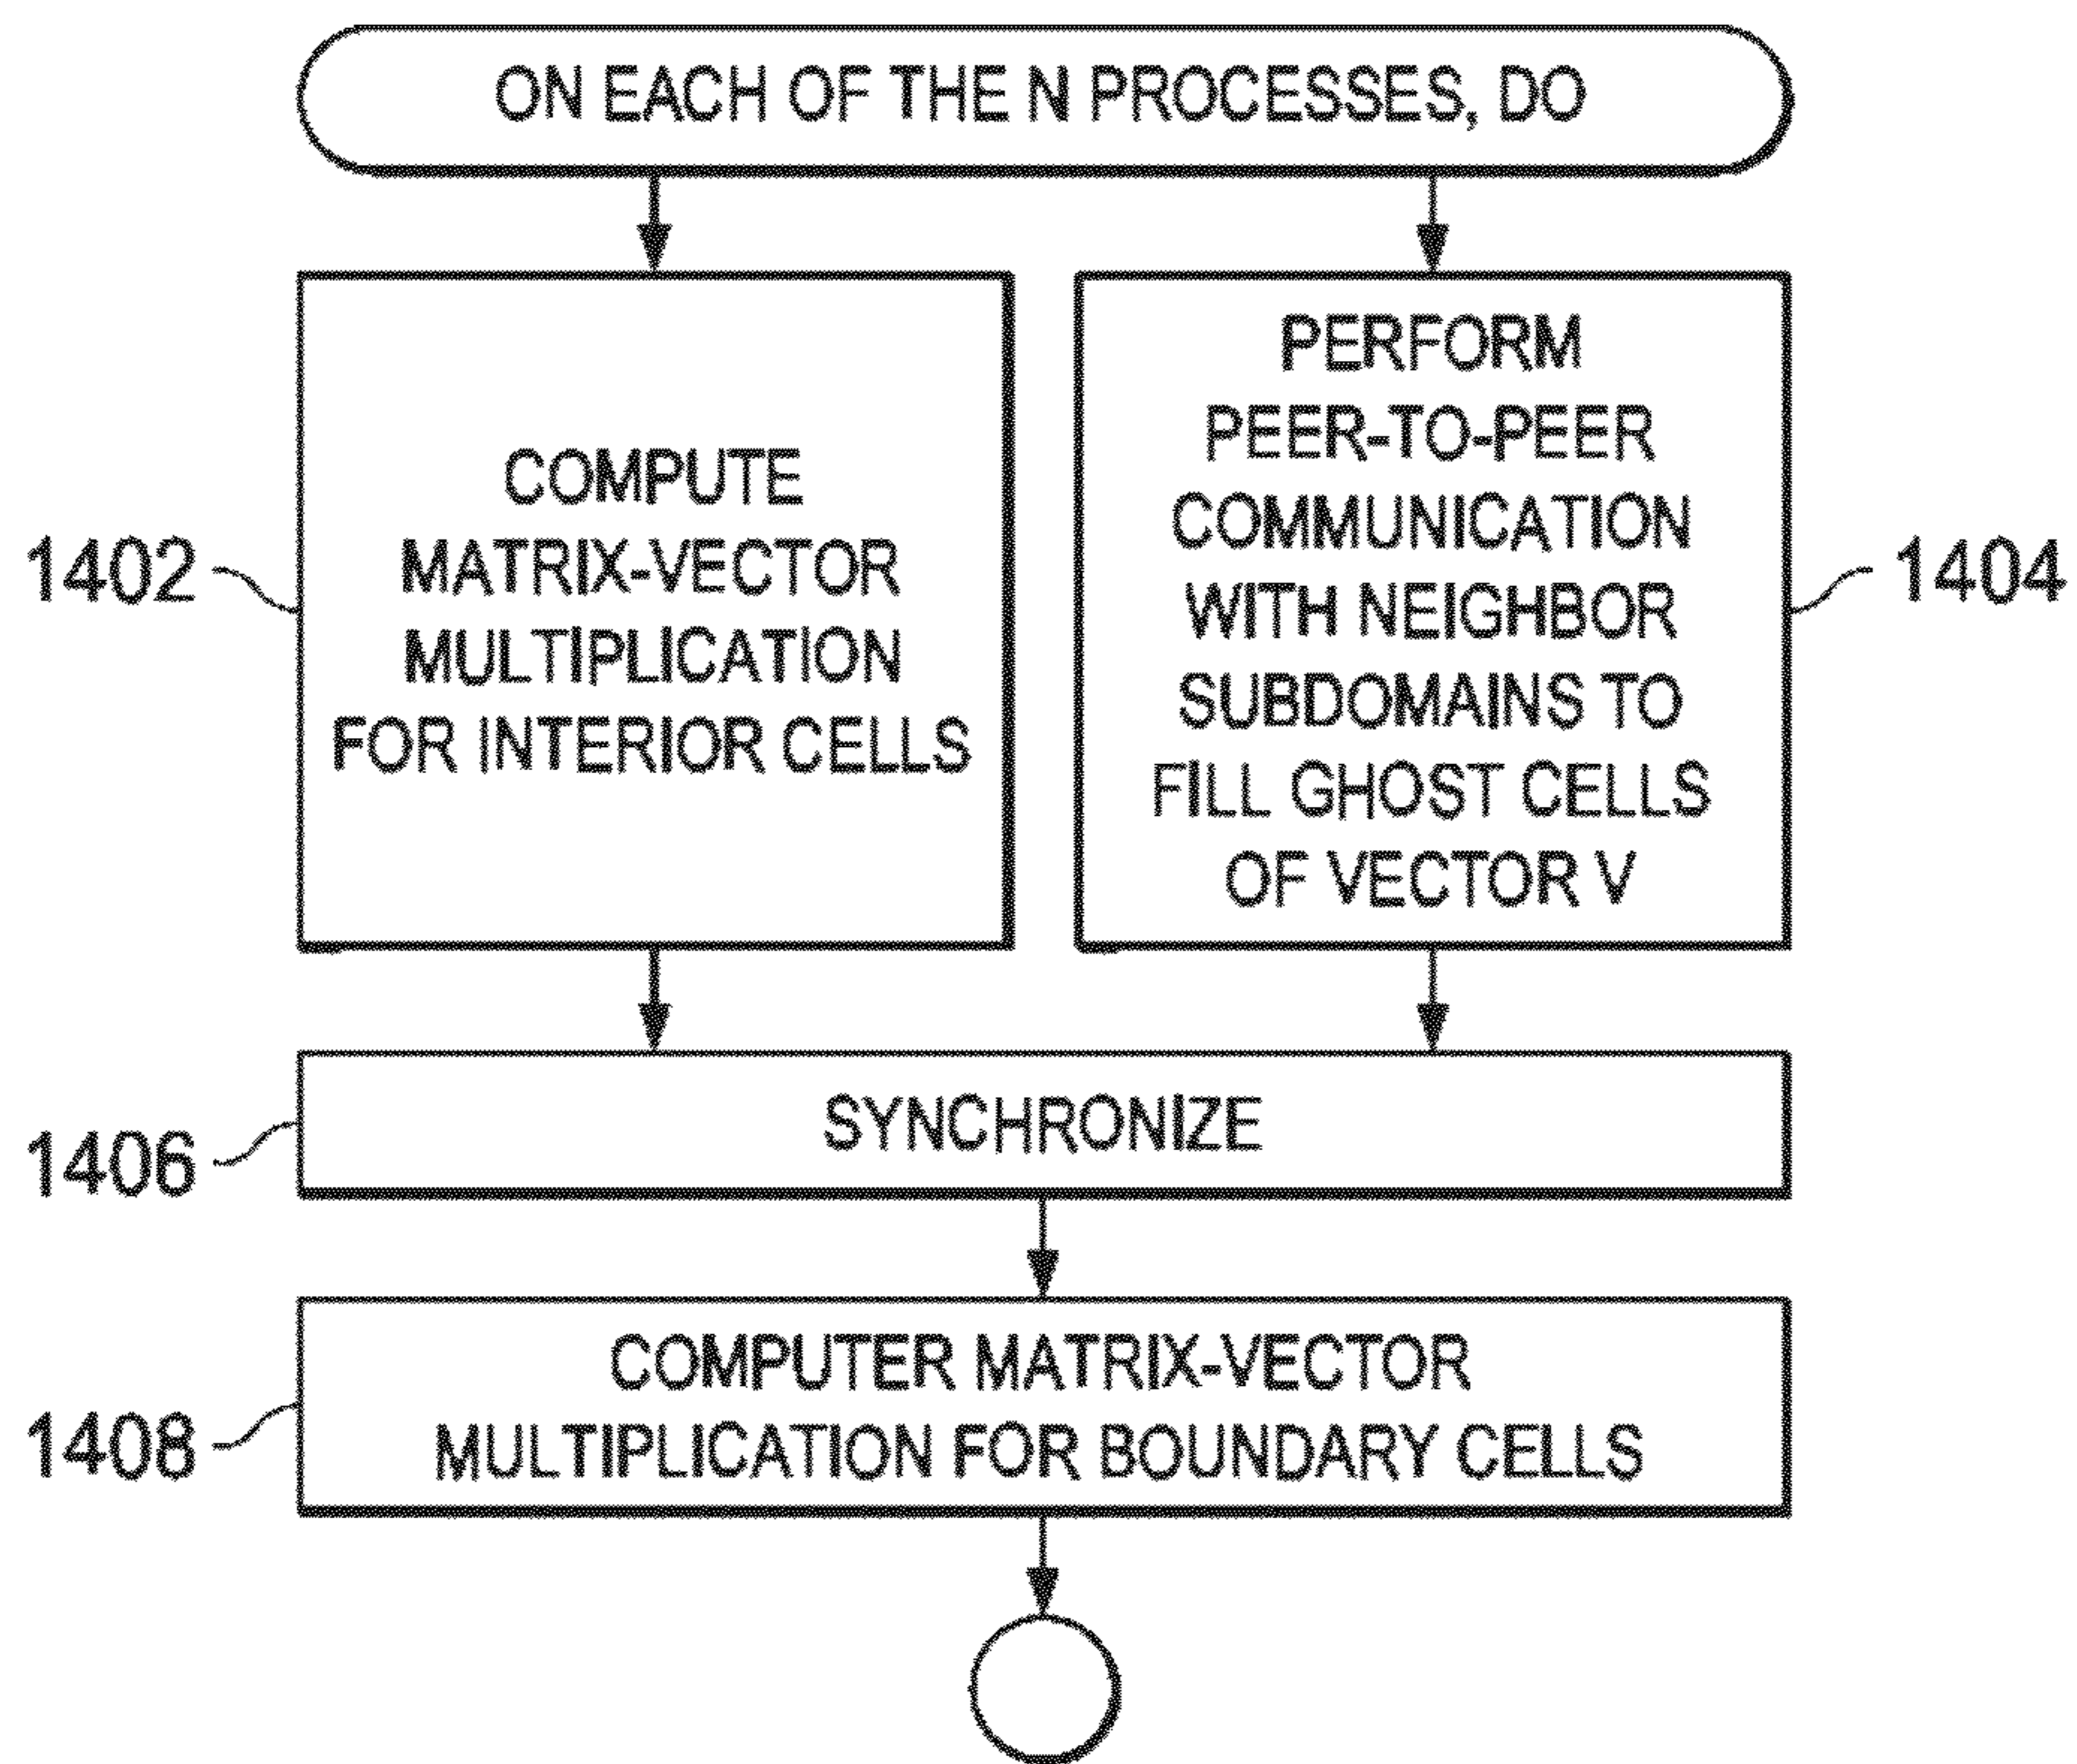 ON EACH OF THE N PROCESSES, DO
COMPUTE
MATRIX-VECTOR
MULTIPLICATION
FOR INTERIOR CELLS
1402
PERFORM
PEER-TO-PEER
COMMUNICATION
WITH NEIGHBOR
SUBDOMAINS TO
FILL GHOST CELLS
OF VECTOR V
1404
SYNCHRONIZE
1406
COMPUTER MATRIX-VECTOR
MULTIPLICATION FOR BOUNDARY CELLS
1408